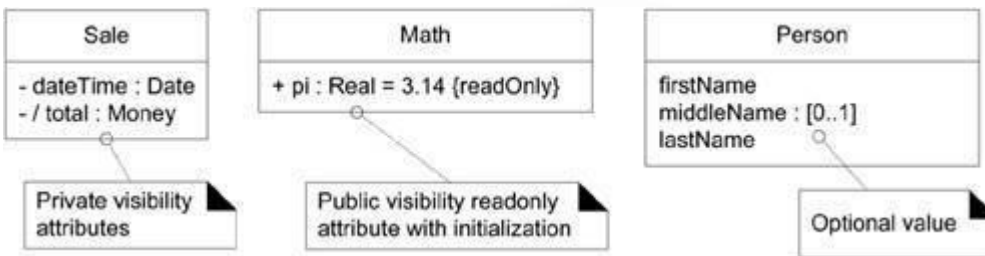 Sale
- dateTime : Date
- / total : Money
Private visibility
attributes
Math
+ pi : Real = 3.14 {readOnly}
Public visibility readonly
attribute with initialization
Person
firstName
middleName : [0..1]
lastName
Optional value